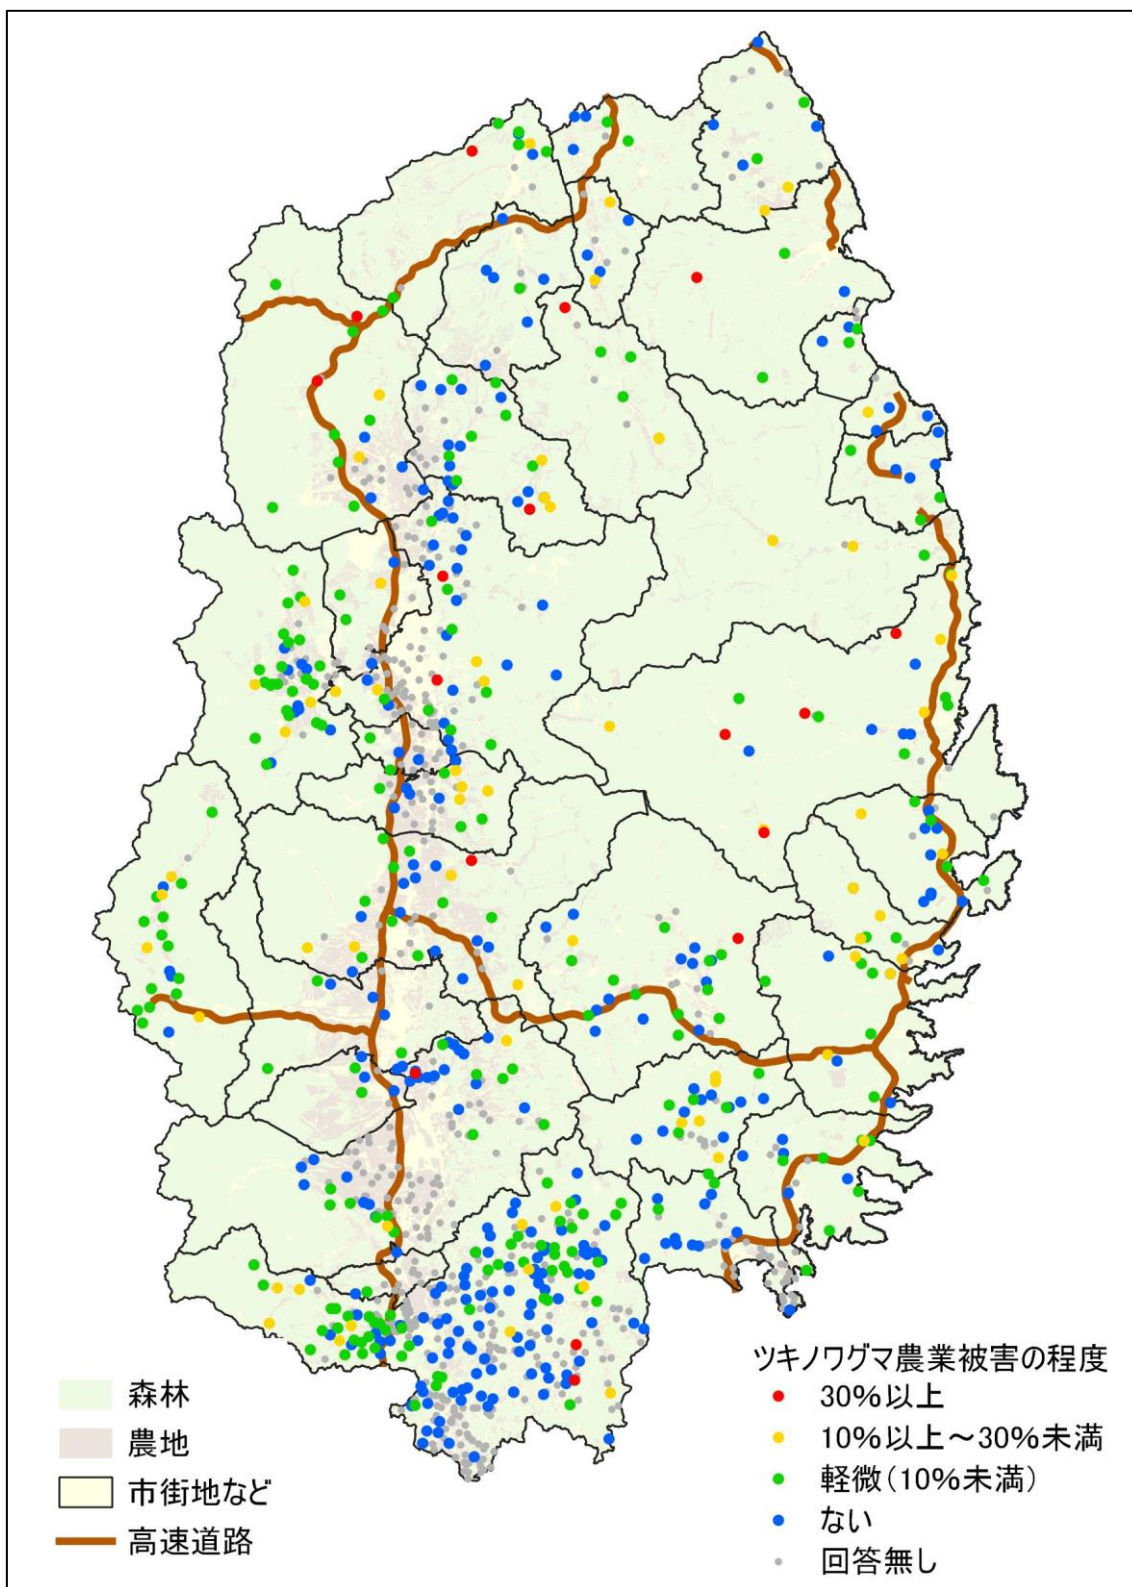 ツキノワグマ農業被害の程度
30%以上
10%以上～30%未満
軽微(10%未満)
ない
回答無し
森林
農地
市街地など
高速道路